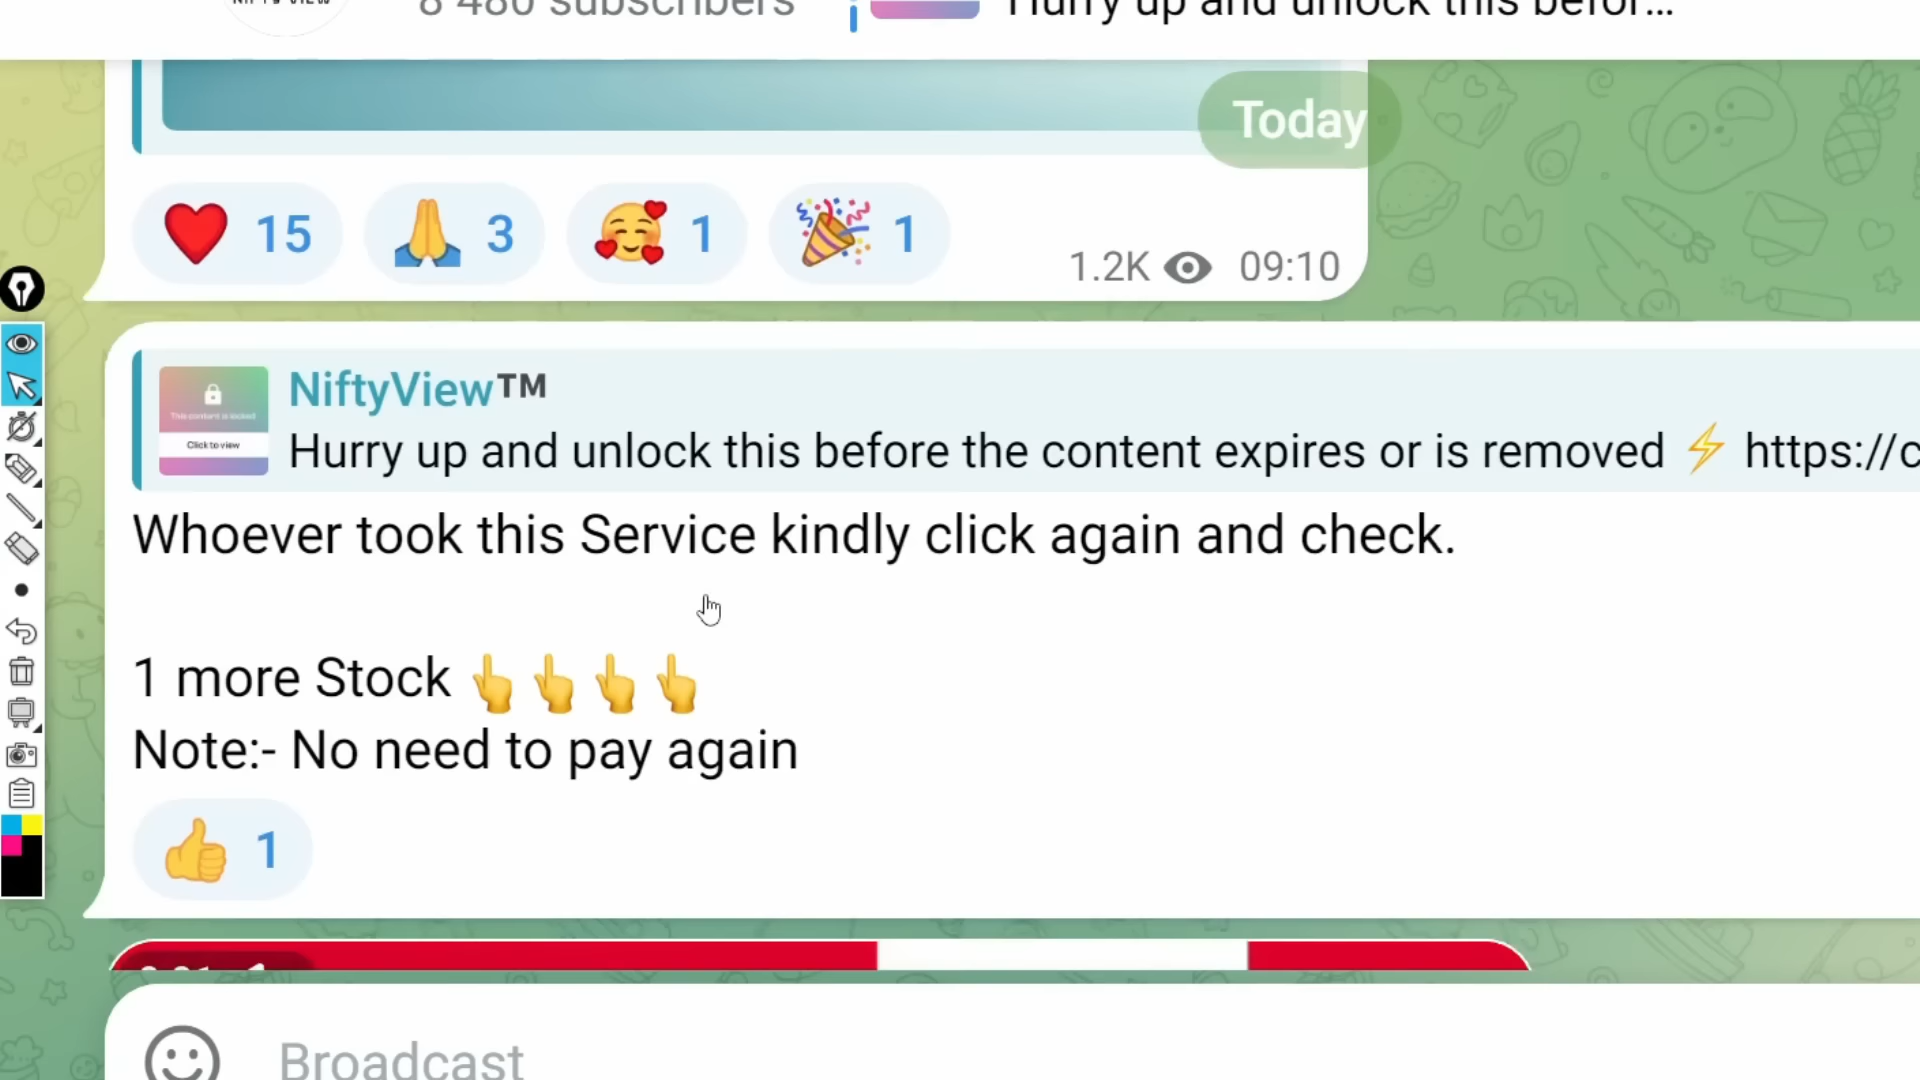 8 480 subscribers
Hurry up and unlock this befor...
Today
15
3
1
1
1.2K 09:10
This content is locked
Click to view
NiftyView™
Hurry up and unlock this before the content expires or is removed ⚡ https://c
Whoever took this Service kindly click again and check.
1 more Stock 👆👆👆👆
Note:- No need to pay again
1
Broadcast